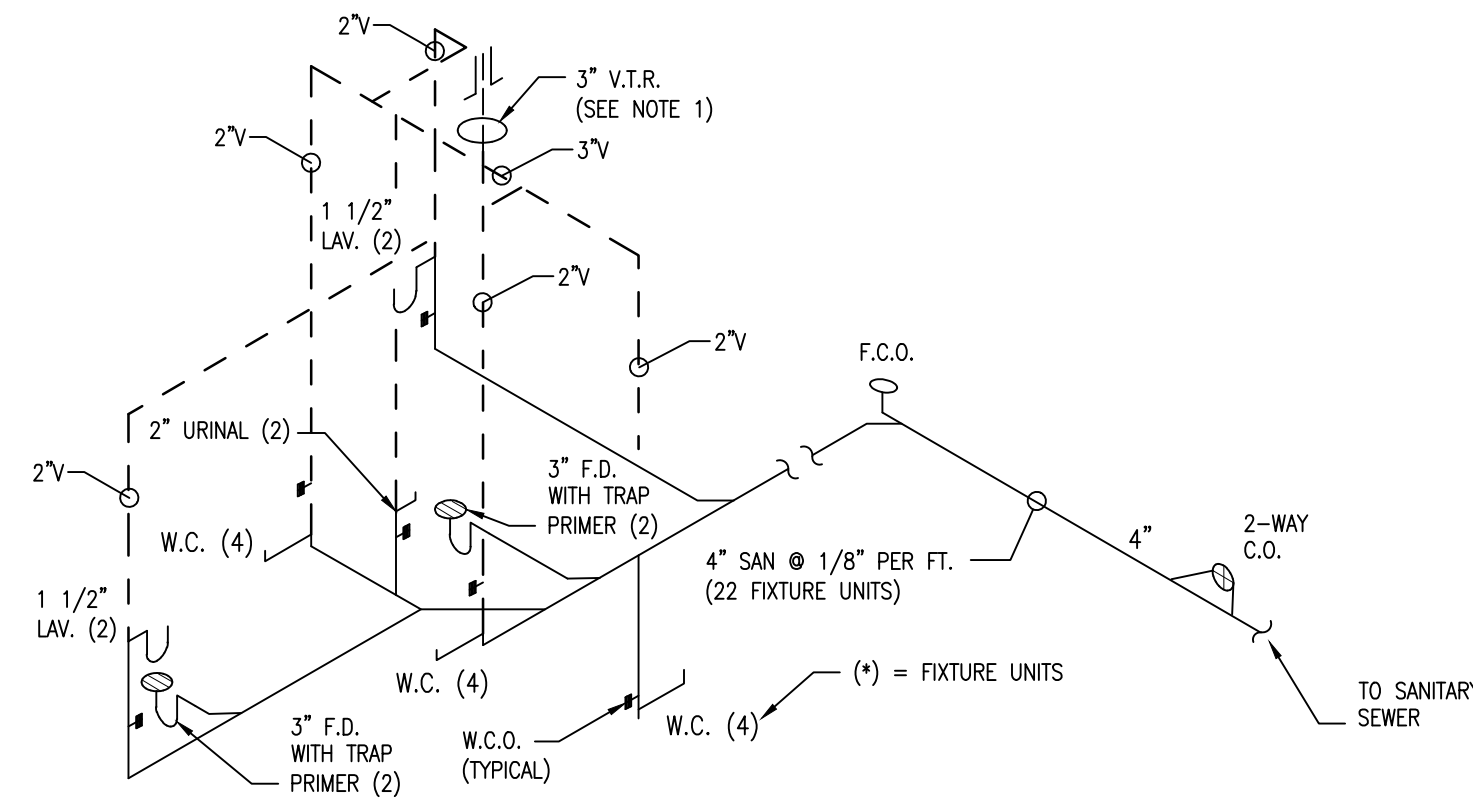 2"V
3" V.T.R.
(SEE NOTE 1)
2"V
3"V
1 1/2"
LAV. (2)
2"V
2"V
F.C.O.
2" URINAL (2)
2"V
3" F.D.
WITH TRAP
PRIMER (2)
W.C. (4)
4" SAN @ 1/8" PER FT.
(22 FIXTURE UNITS)
4"
2-WAY
C.O.
1 1/2"
LAV. (2)
W.C. (4)
(*) = FIXTURE UNITS
TO SANITARY
SEWER
3" F.D.
WITH TRAP
PRIMER (2)
W.C.O.
(TYPICAL)
W.C. (4)